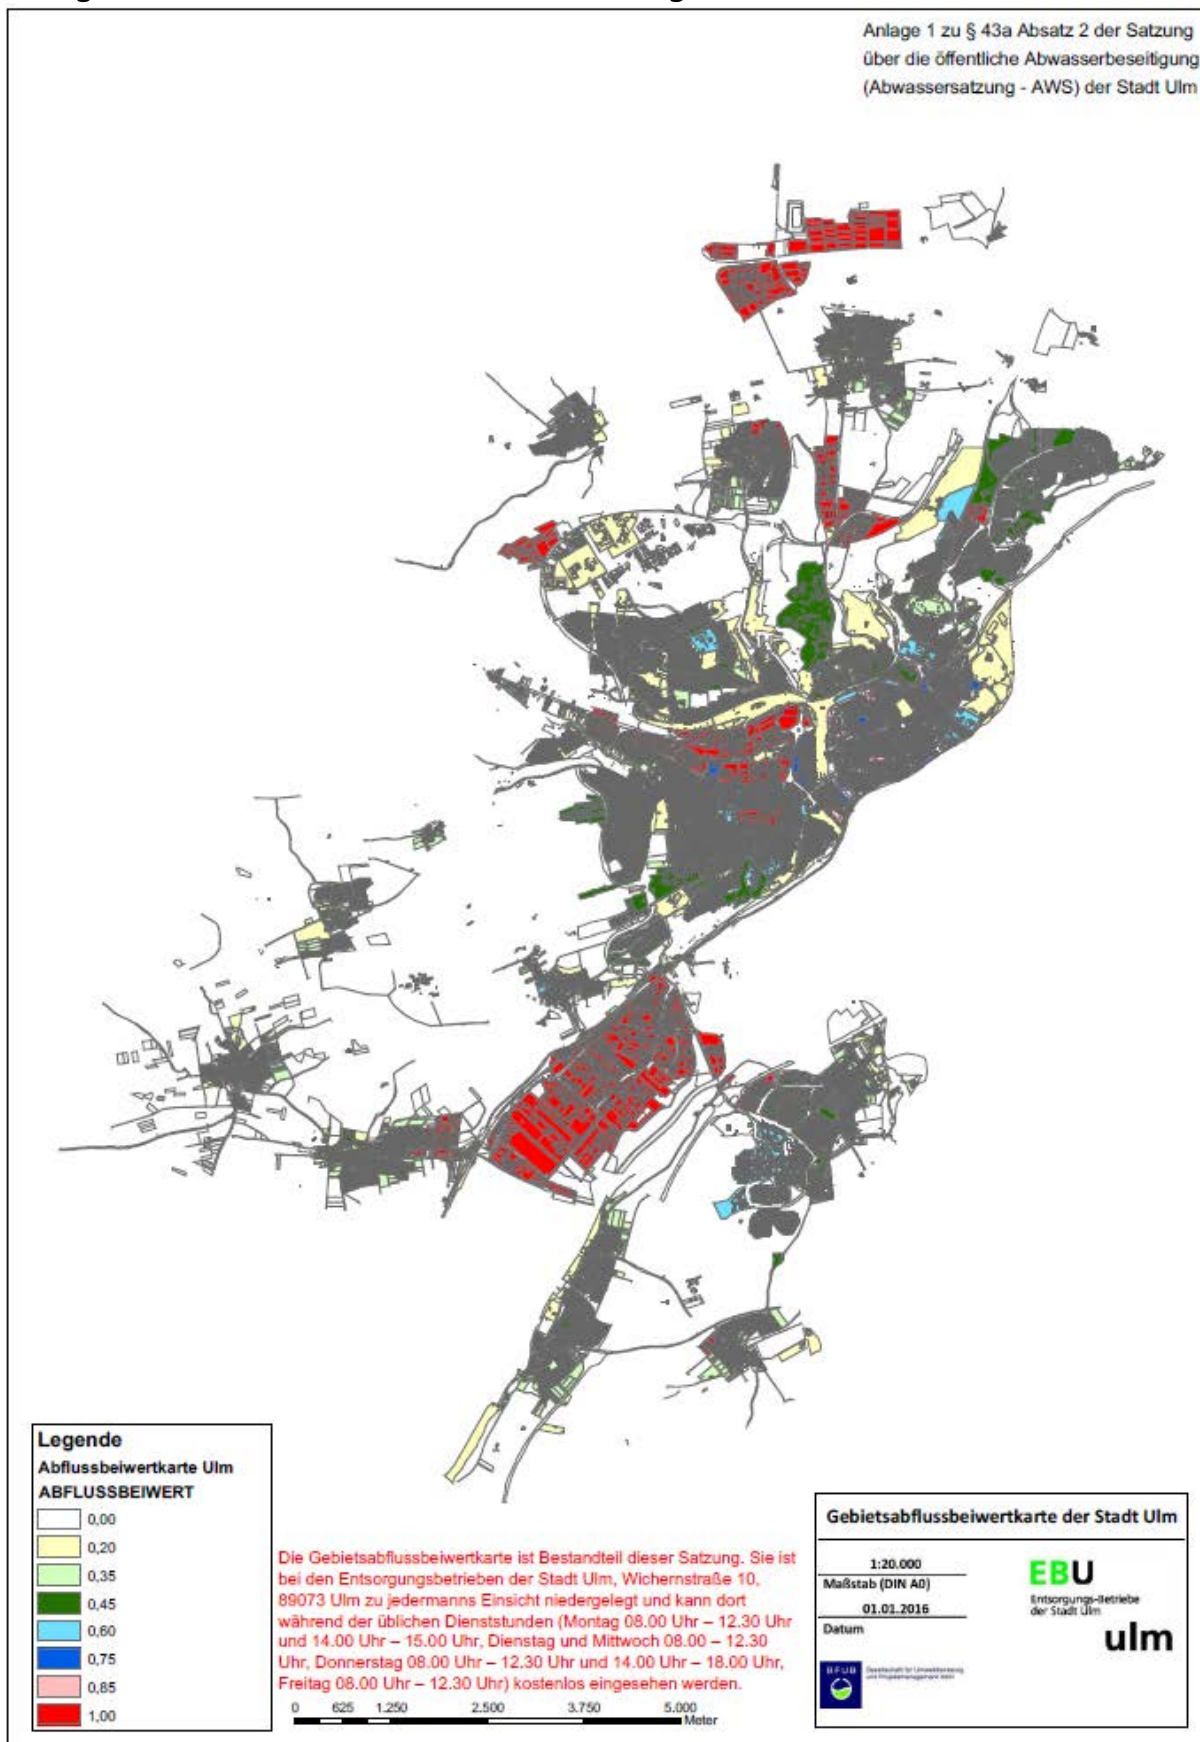 Anlage 1 zu § 43a Absatz 2 der Satzung
über die öffentliche Abwasserbeseitigung
(Abwassersatzung - AWS) der Stadt Ulm
Legende
Abflussbeiwertkarte Ulm
ABFLUSSBEIWERT
0,00
0,20
0,35
0,45
0,60
0,75
0,85
1,00
Die Gebietsabflussbeiwertkarte ist Bestandteil dieser Satzung. Sie ist
bei den Entsorgungsbetrieben der Stadt Ulm, Wichernstraße 10,
89073 Ulm zu jedermanns Einsicht niedergelegt und kann dort
während der üblichen Dienststunden (Montag 08.00 Uhr – 12.30 Uhr
und 14.00 Uhr – 15.00 Uhr, Dienstag und Mittwoch 08.00 – 12.30
Uhr, Donnerstag 08.00 Uhr – 12.30 Uhr und 14.00 Uhr – 18.00 Uhr,
Freitag 08.00 Uhr – 12.30 Uhr) kostenlos eingesehen werden.
0 625 1.250 2.500 3.750 5.000
Meter
Gebietsabflussbeiwertkarte der Stadt Ulm
1:20.000
Maßstab (DIN A0)
01.01.2016
Datum
EBU
Entsorgungs-Betriebe
der Stadt Ulm
ulm
BFUB
Gesellschaft für Umweltberatung
und Projektmanagement mbH